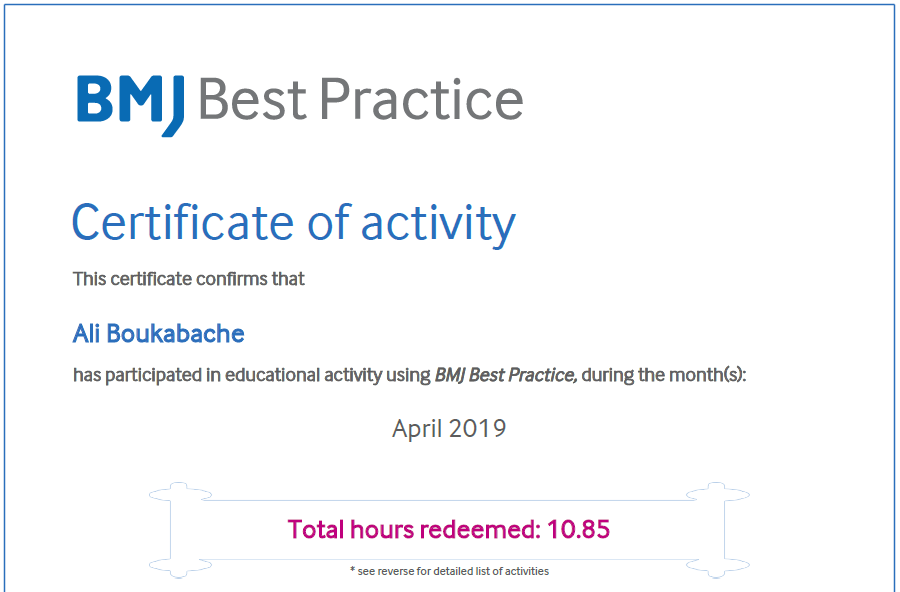 BMJ Best Practice
Certificate of activity
This certificate confirms that
Ali Boukabache
has participated in educational activity using BMJ Best Practice, during the month(s):
April 2019
Total hours redeemed: 10.85
* see reverse for detailed list of activities